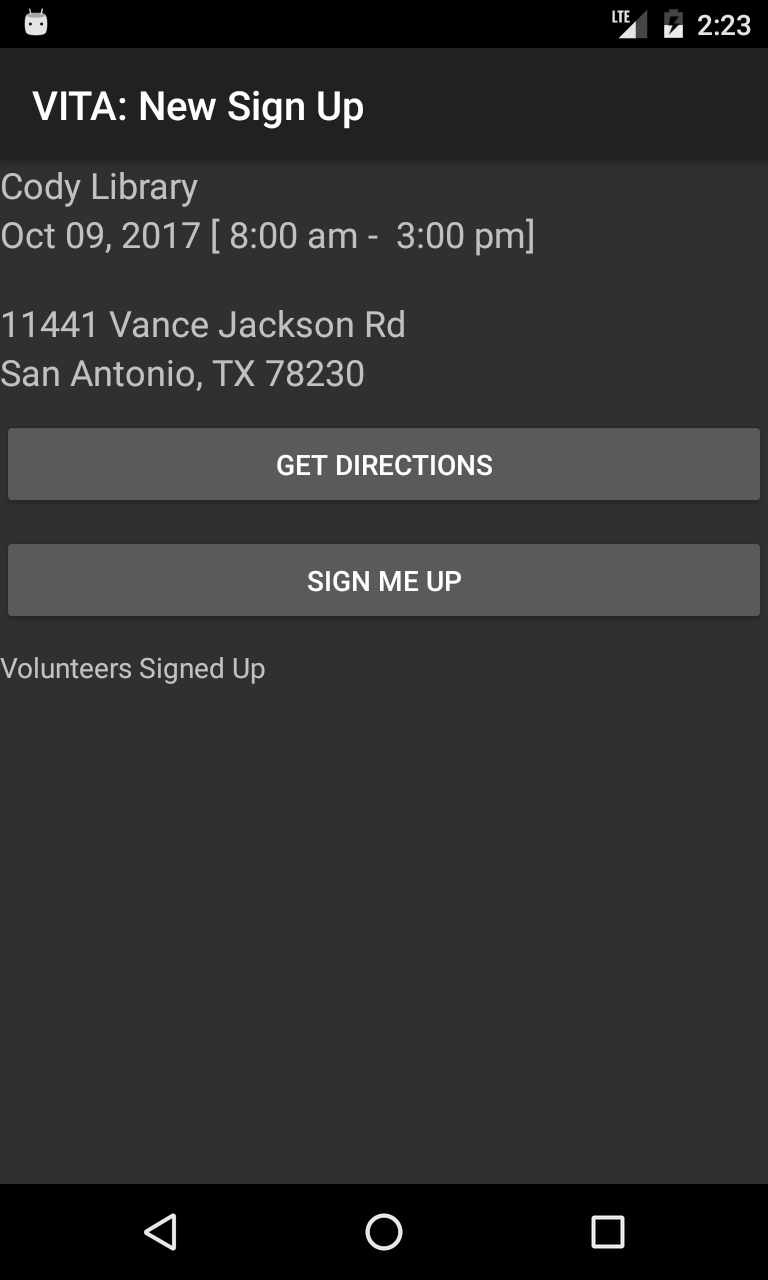 LTE 2:23
VITA: New Sign Up
Cody Library
Oct 09, 2017 [ 8:00 am -  3:00 pm]
11441 Vance Jackson Rd
San Antonio, TX 78230
GET DIRECTIONS
SIGN ME UP
Volunteers Signed Up